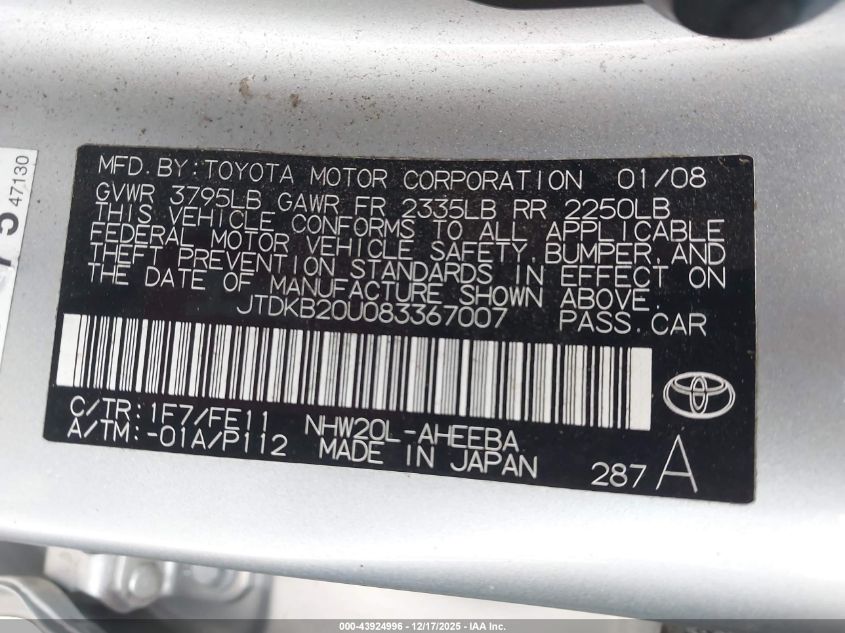 MFD. BY: TOYOTA MOTOR CORPORATION 01/08
GVWR 3795LB GAWR FR 2335LB RR 2250LB
THIS VEHICLE CONFORMS TO ALL APPLICABLE
FEDERAL MOTOR VEHICLE SAFETY, BUMPER, AND
THEFT PREVENTION STANDARDS IN EFFECT ON
THE DATE OF MANUFACTURE SHOWN ABOVE.
JTDKB20U083367007 PASS. CAR
C/TR: 1F7/FE11 NHW20L-AHEEBA
A/TM: -01A/P112 MADE IN JAPAN
287 A
47130
000-43924996 - 12/17/2025 - IAA Inc.